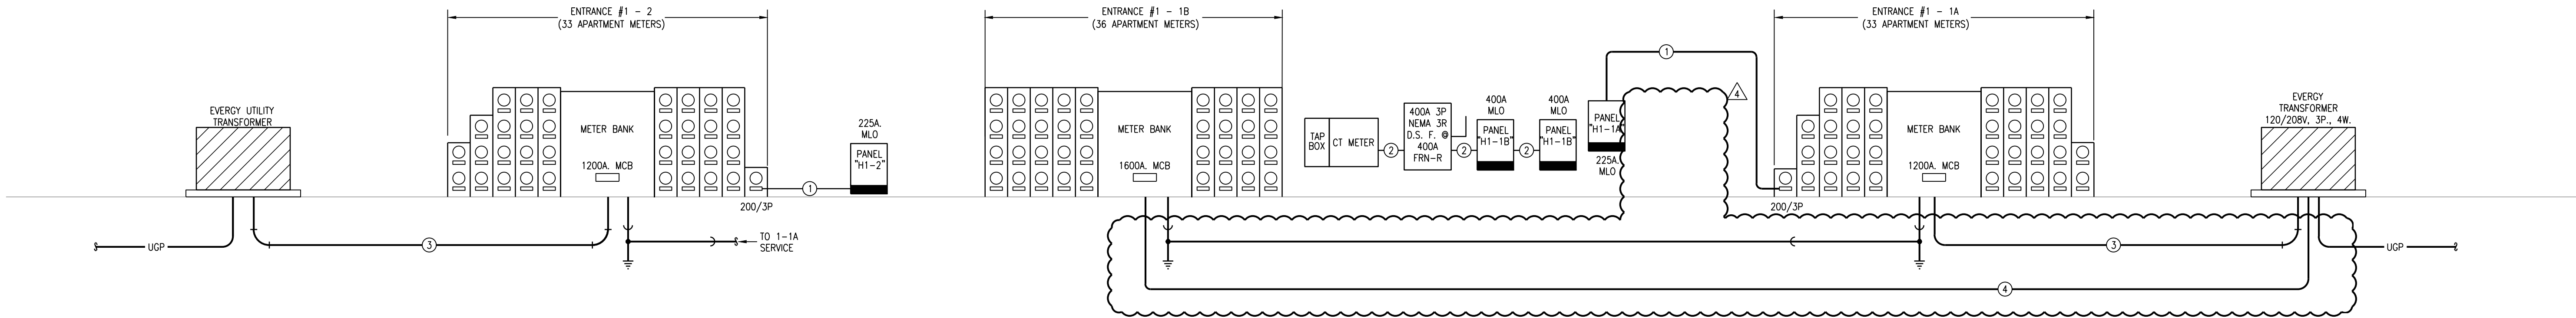 ENTRANCE #1 - 2
(33 APARTMENT METERS)
ENTRANCE #1 - 1B
(36 APARTMENT METERS)
ENTRANCE #1 - 1A
(33 APARTMENT METERS)
EVERGY UTILITY
TRANSFORMER
METER BANK
1200A. MCB
200/3P
1
225A.
MLO
PANEL
"H1-2"
METER BANK
1600A. MCB
TAP
BOX
CT METER
2
400A 3P
NEMA 3R
D.S. F. @
400A
FRN-R
2
400A
MLO
PANEL
"H1-1B"
2
400A
MLO
PANEL
"H1-1B"
PANEL
"H1-1A"
225A.
MLO
1
4
200/3P
METER BANK
1200A. MCB
EVERGY
TRANSFORMER
120/208V, 3P., 4W.
UGP
3
TO 1-1A
SERVICE
3
UGP
4